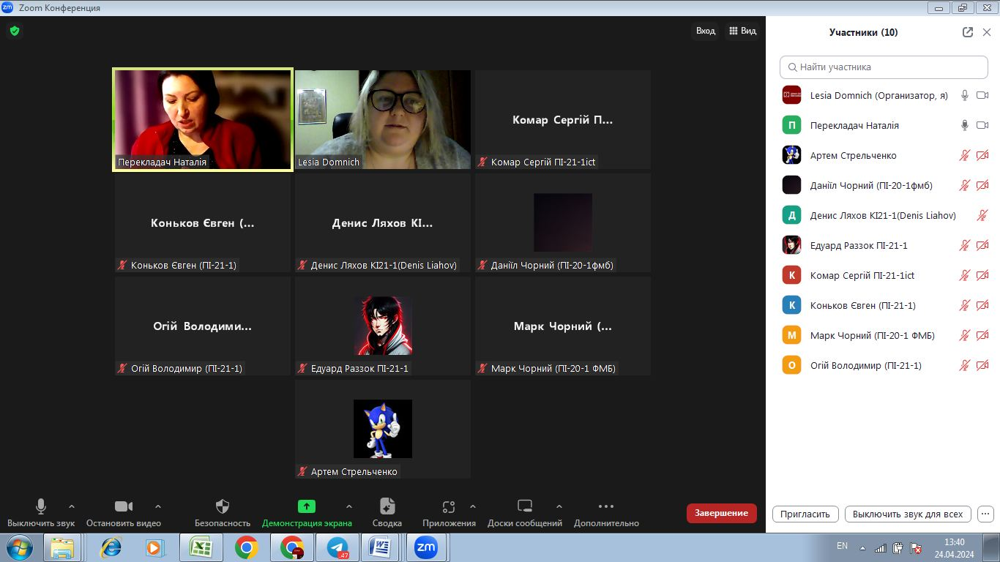 Zoom Конференция
Вход
Вид
Перекладач Наталія
Lesia Domnich
Комар Сергій П...
Комар Сергій ПІ-21-1іст
Коньков Євген (...
Коньков Євген (ПІ-21-1)
Денис Ляхов КІ...
Денис Ляхов КІ21-1(Denis Liahov)
Даніїл Чорний (ПІ-20-1фмб)
Огій Володими...
Огій Володимир (ПІ-21-1)
Едуард Раззок ПІ-21-1
Марк Чорний (...
Марк Чорний (ПІ-20-1 ФМБ)
Артем Стрельченко
Выключить звук
Остановить видео
Безопасность
Демонстрация экрана
Сводка
Приложения
Доски сообщений
Дополнительно
Завершение
Участники (10)
Найти участника
Lesia Domnich (Организатор, я)
П
Перекладач Наталія
Артем Стрельченко
Даніїл Чорний (ПІ-20-1фмб)
Д
Денис Ляхов КІ21-1(Denis Liahov)
Едуард Раззок ПІ-21-1
К
Комар Сергій ПІ-21-1іст
К
Коньков Євген (ПІ-21-1)
М
Марк Чорний (ПІ-20-1 ФМБ)
О
Огій Володимир (ПІ-21-1)
Пригласить
Выключить звук для всех
zm
.47
zm
EN
13:40
24.04.2024